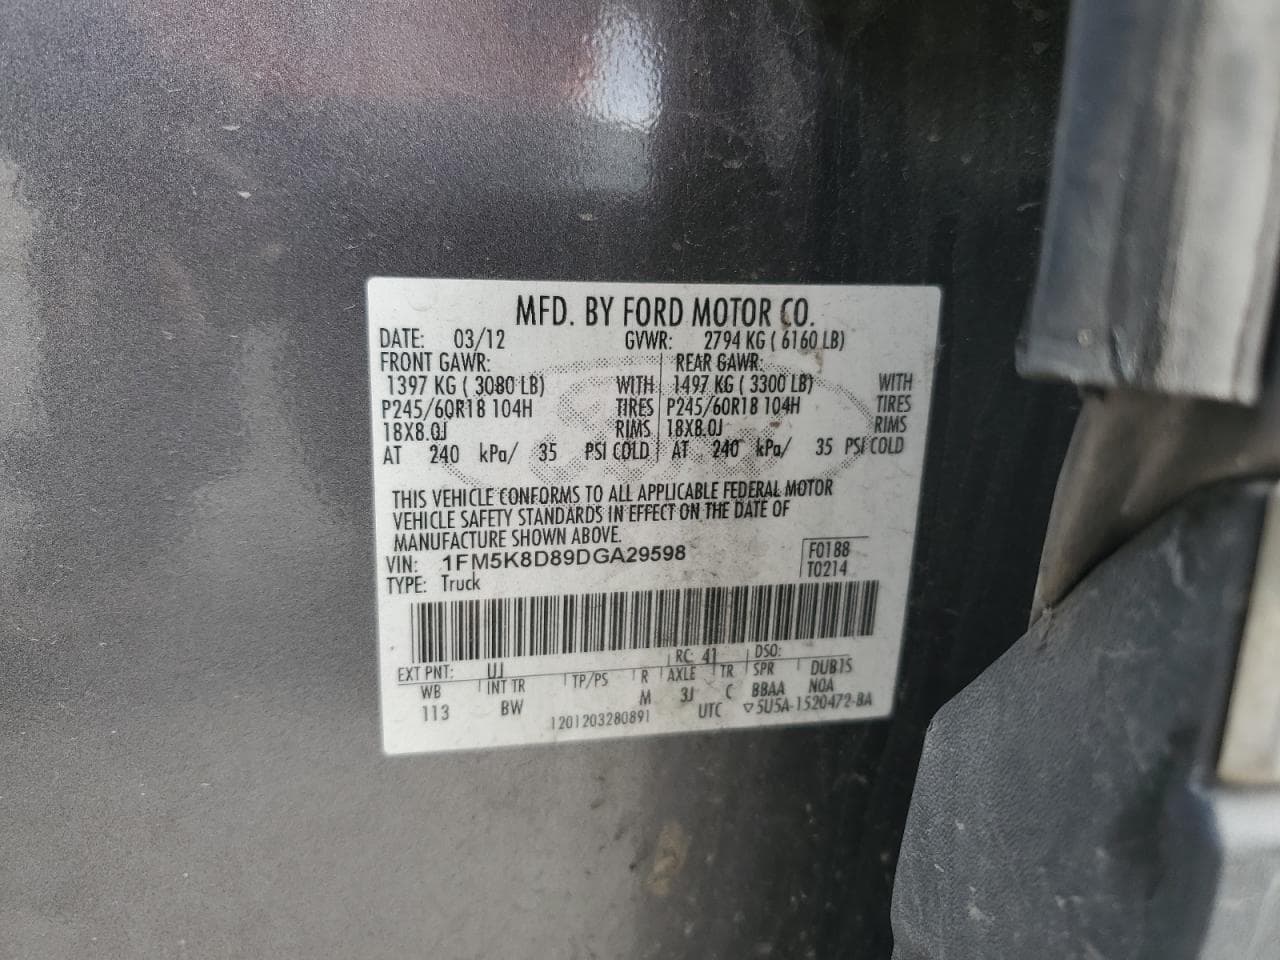 MFD. BY FORD MOTOR CO.
DATE: 03/12 GVWR: 2794 KG ( 6160 LB)
FRONT GAWR: REAR GAWR:
1397 KG ( 3080 LB) WITH 1497 KG ( 3300 LB) WITH
P245/60R18 104H TIRES P245/60R18 104H TIRES
18X8.0J RIMS 18X8.0J RIMS
AT 240 kPa/ 35 PSI COLD AT 240 kPa/ 35 PSI COLD
THIS VEHICLE CONFORMS TO ALL APPLICABLE FEDERAL MOTOR
VEHICLE SAFETY STANDARDS IN EFFECT ON THE DATE OF
MANUFACTURE SHOWN ABOVE.
VIN: 1FM5K8D89DGA29598 F0188
TYPE: Truck T0214
EXT PNT: UJ RC: 41 DSO:
WB INT TR TP/PS R AXLE TR SPR DUBIS
113 BW M 3J C BBAA NOA
1201203280891 UTC ▽5U5A-1520472-BA